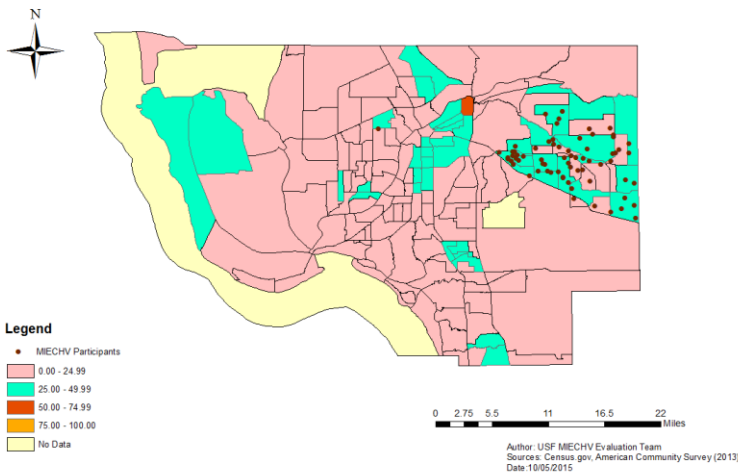 N
Legend
MIECHV Participants
0.00 - 24.99
25.00 - 49.99
50.00 - 74.99
75.00 - 100.00
No Data
0 2.75 5.5 11 16.5 22
Miles
Author: USF MIECHV Evaluation Team
Sources: Census.gov, American Community Survey (2013)
Date:10/05/2015